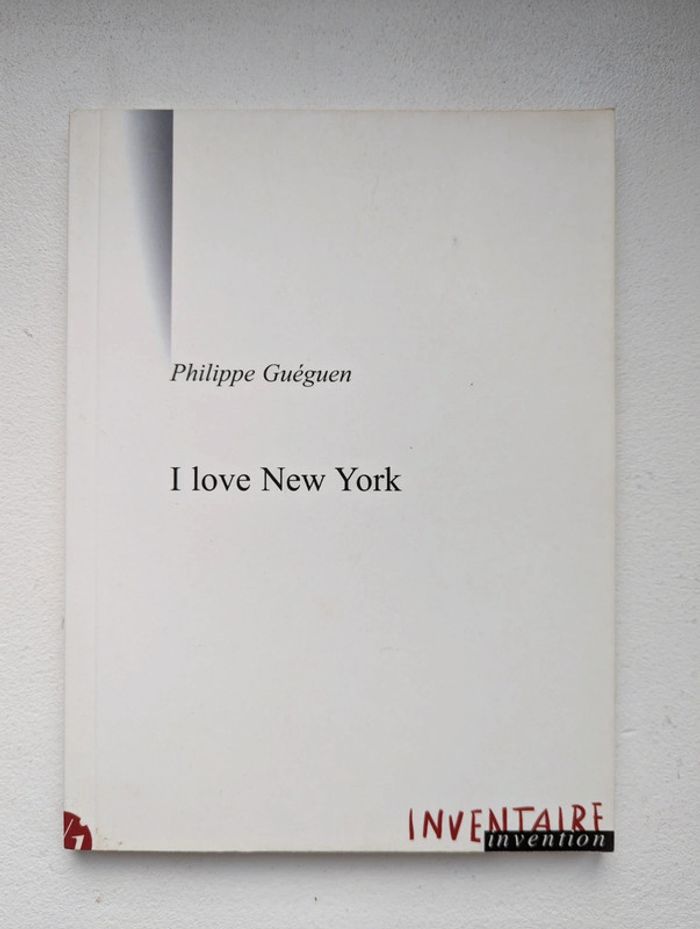 Philippe Guéguen
I love New York
INVENTAIRE
invention